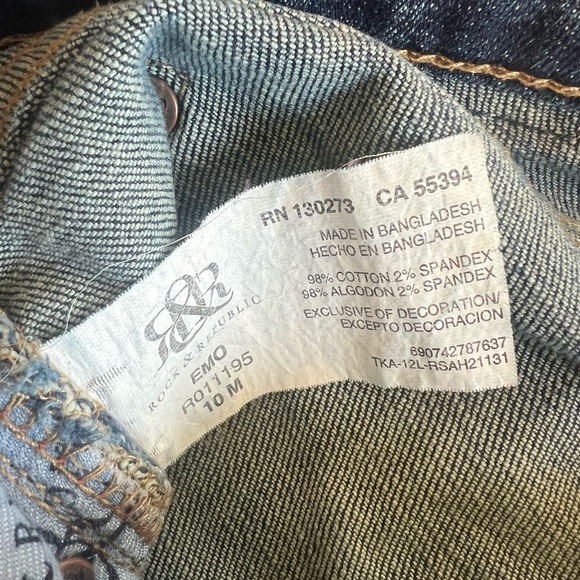 R&R
ROCK & REPUBLIC
EMO
R011195
10 M
RN 130273 CA 55394
MADE IN BANGLADESH
HECHO EN BANGLADESH
98% COTTON 2% SPANDEX
98% ALGODON 2% SPANDEX
EXCLUSIVE OF DECORATION/
EXCEPTO DECORACION
690742787637
TKA-12L-RSAH21131